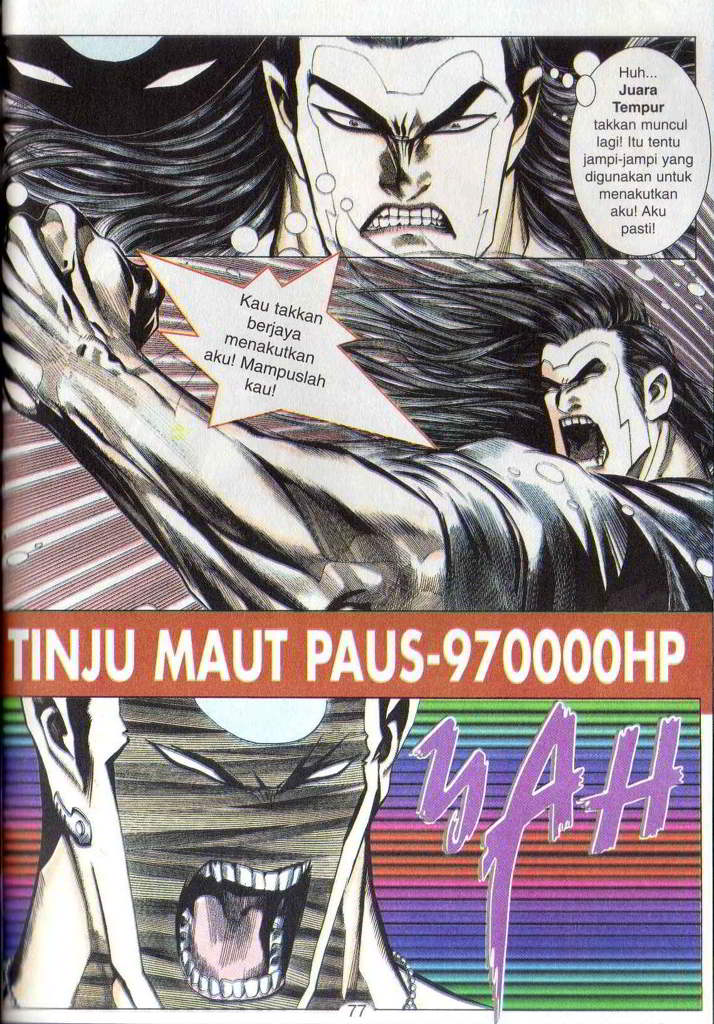 Huh...
Juara
Tempur
takkan muncul
lagi! Itu tentu
jampi-jampi yang
digunakan untuk
menakutkan
aku! Aku
pasti!
Kau takkan
berjaya
menakutkan
aku! Mampuslah
kau!
TINJU MAUT PAUS-970000HP
YAH
77